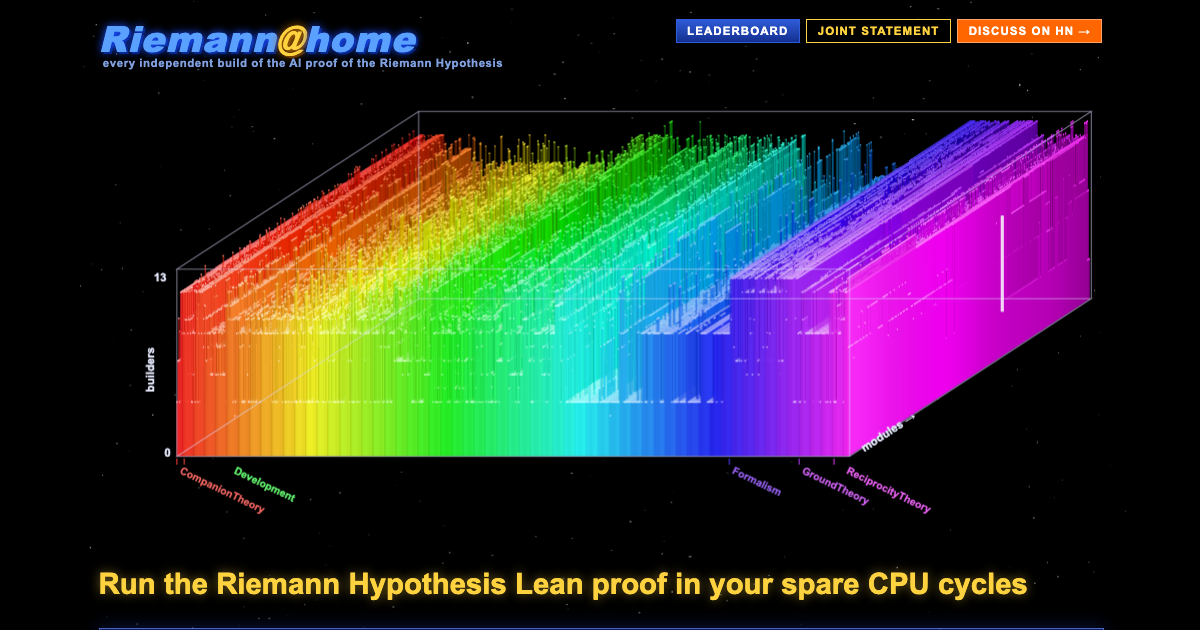 Riemann@home
every independent build of the AI proof of the Riemann Hypothesis
LEADERBOARD
JOINT STATEMENT
DISCUSS ON HN →
13
builders
0
modules →
CompanionTheory
Development
Formalism
GroundTheory
ReciprocityTheory
Run the Riemann Hypothesis Lean proof in your spare CPU cycles